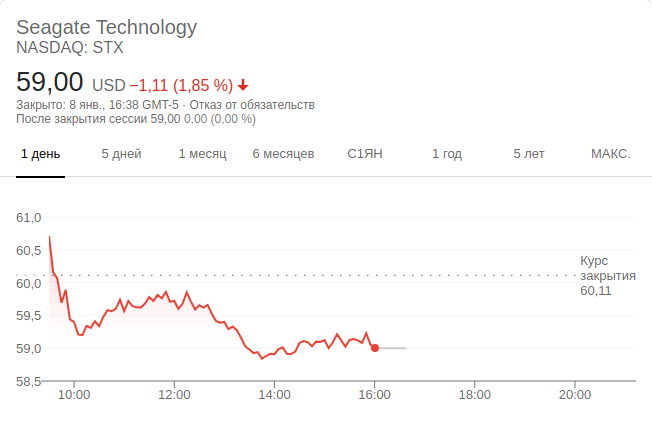 Seagate Technology
NASDAQ: STX
59,00 USD −1,11 (1,85 %)
Закрыто: 8 янв., 16:38 GMT-5 · Отказ от обязательств
После закрытия сессии 59,00 0,00 (0,00 %)
1 день 5 дней 1 месяц 6 месяцев С1ЯН 1 год 5 лет МАКС.
61,0
60,5
Курс
закрытия
60,11
60,0
59,5
59,0
58,5
10:00 12:00 14:00 16:00 18:00 20:00